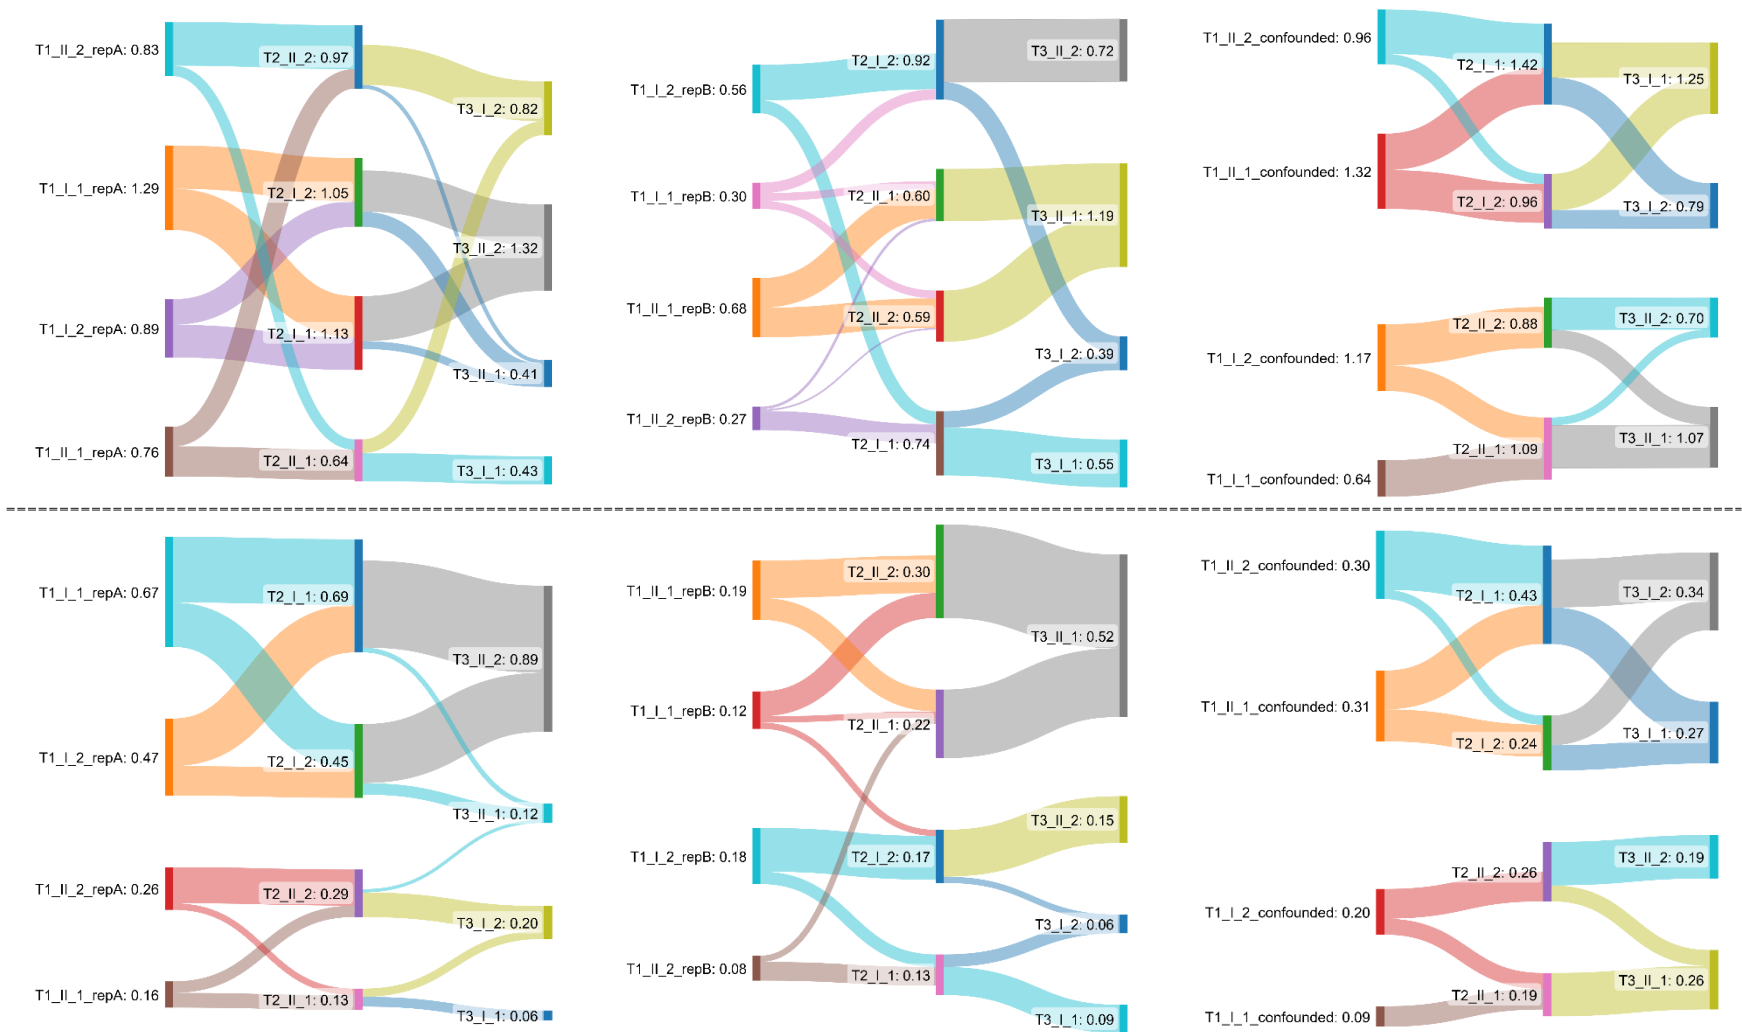 T1_II_2_repA: 0.83
T2_II_2: 0.97
T3_I_2: 0.82
T1_I_1_repA: 1.29
T2_I_2: 1.05
T3_II_2: 1.32
T1_I_2_repA: 0.89
T2_I_1: 1.13
T3_II_1: 0.41
T1_II_1_repA: 0.76
T2_II_1: 0.64
T3_I_1: 0.43
T1_I_2_repB: 0.56
T2_I_2: 0.92
T3_II_2: 0.72
T1_I_1_repB: 0.30
T2_II_1: 0.60
T3_II_1: 1.19
T1_II_1_repB: 0.68
T2_II_2: 0.59
T3_I_2: 0.39
T1_II_2_repB: 0.27
T2_I_1: 0.74
T3_I_1: 0.55
T1_II_2_confounded: 0.96
T2_I_1: 1.42
T3_I_1: 1.25
T1_II_1_confounded: 1.32
T2_I_2: 0.96
T3_I_2: 0.79
T1_I_2_confounded: 1.17
T2_II_2: 0.88
T3_II_2: 0.70
T2_II_1: 1.09
T3_II_1: 1.07
T1_I_1_confounded: 0.64
T1_I_1_repA: 0.67
T2_I_1: 0.69
T3_II_2: 0.89
T1_I_2_repA: 0.47
T2_I_2: 0.45
T3_II_1: 0.12
T1_II_2_repA: 0.26
T2_II_2: 0.29
T3_I_2: 0.20
T1_II_1_repA: 0.16
T2_II_1: 0.13
T3_I_1: 0.06
T1_II_1_repB: 0.19
T2_II_2: 0.30
T3_II_1: 0.52
T1_I_1_repB: 0.12
T2_II_1: 0.22
T3_II_2: 0.15
T1_I_2_repB: 0.18
T2_I_2: 0.17
T3_I_2: 0.06
T1_II_2_repB: 0.08
T2_I_1: 0.13
T3_I_1: 0.09
T1_II_2_confounded: 0.30
T2_I_1: 0.43
T3_I_2: 0.34
T1_II_1_confounded: 0.31
T2_I_2: 0.24
T3_I_1: 0.27
T2_II_2: 0.26
T3_II_2: 0.19
T1_I_2_confounded: 0.20
T2_II_1: 0.19
T3_II_1: 0.26
T1_I_1_confounded: 0.09